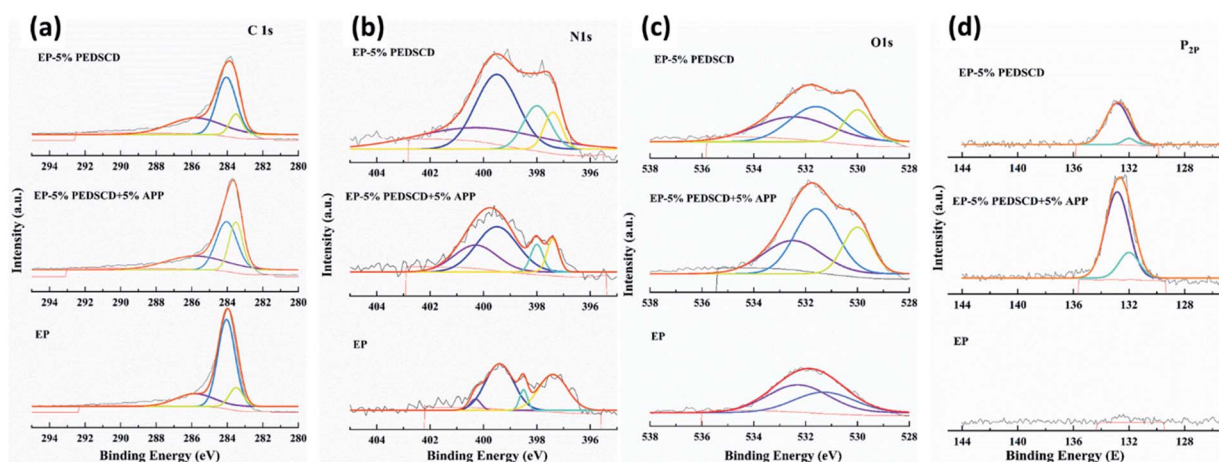 (a)
C 1s
EP-5% PEDSCD
294 292 290 288 286 284 282 280
EP-5% PEDSCD+5% APP
294 292 290 288 286 284 282 280
EP
294 292 290 288 286 284 282 280
Binding Energy (eV)
Intensity (a.u.)
(b)
N1s
EP-5% PEDSCD
404 402 400 398 396
EP-5% PEDSCD+5% APP
404 402 400 398 396
EP
404 402 400 398 396
Binding Energy (eV)
Intensity (a.u.)
(c)
O1s
EP-5% PEDSCD
538 536 534 532 530 528
EP-5% PEDSCD+5% APP
538 536 534 532 530 528
EP
538 536 534 532 530 528
Binding Energy (eV)
Intensity (a.u.)
(d)
P2P
EP-5% PEDSCD
144 140 136 132 128
EP-5% PEDSCD+5% APP
144 140 136 132 128
EP
144 140 136 132 128
Binding Energy (E)
Intensity (a.u.)